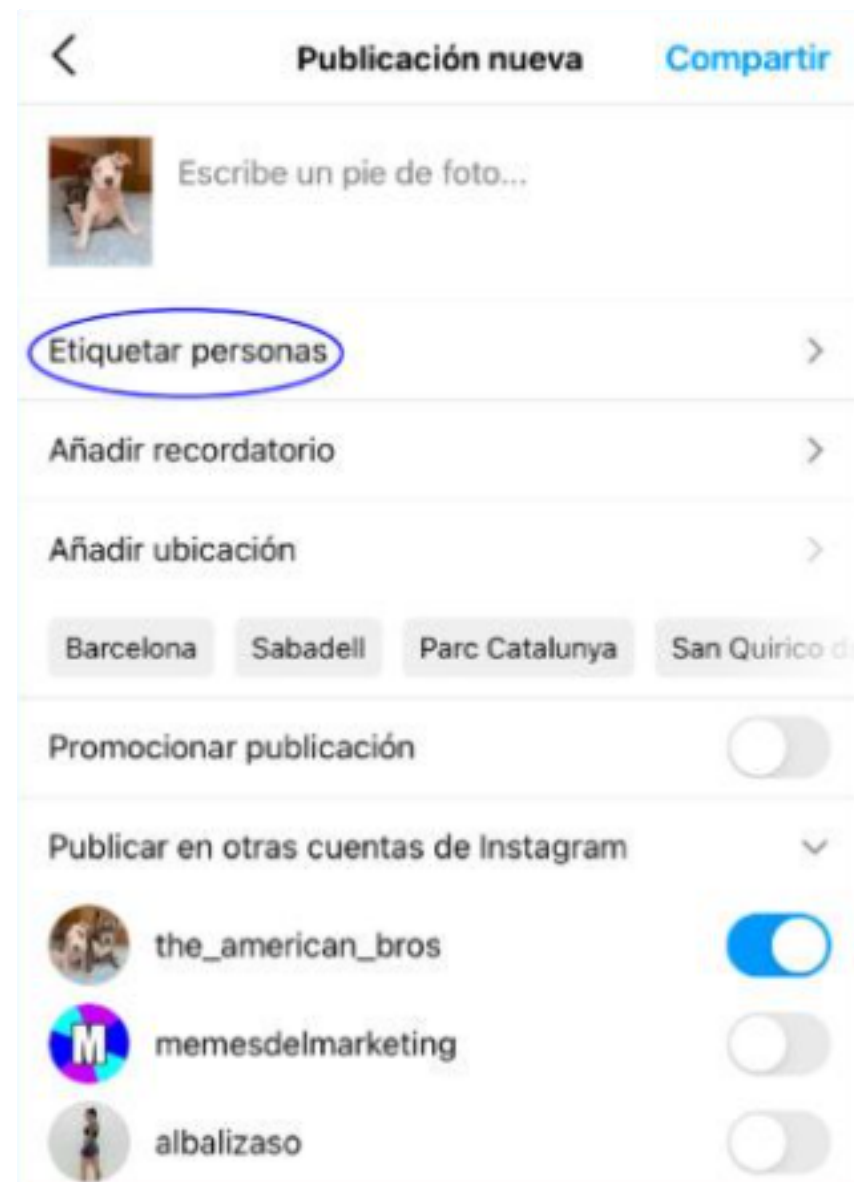 Publicación nueva Compartir
Escribe un pie de foto...
Etiquetar personas
Añadir recordatorio
Añadir ubicación
Barcelona Sabadell Parc Catalunya San Quirico d
Promocionar publicación
Publicar en otras cuentas de Instagram
the_american_bros
M memesdelmarketing
albalizaso